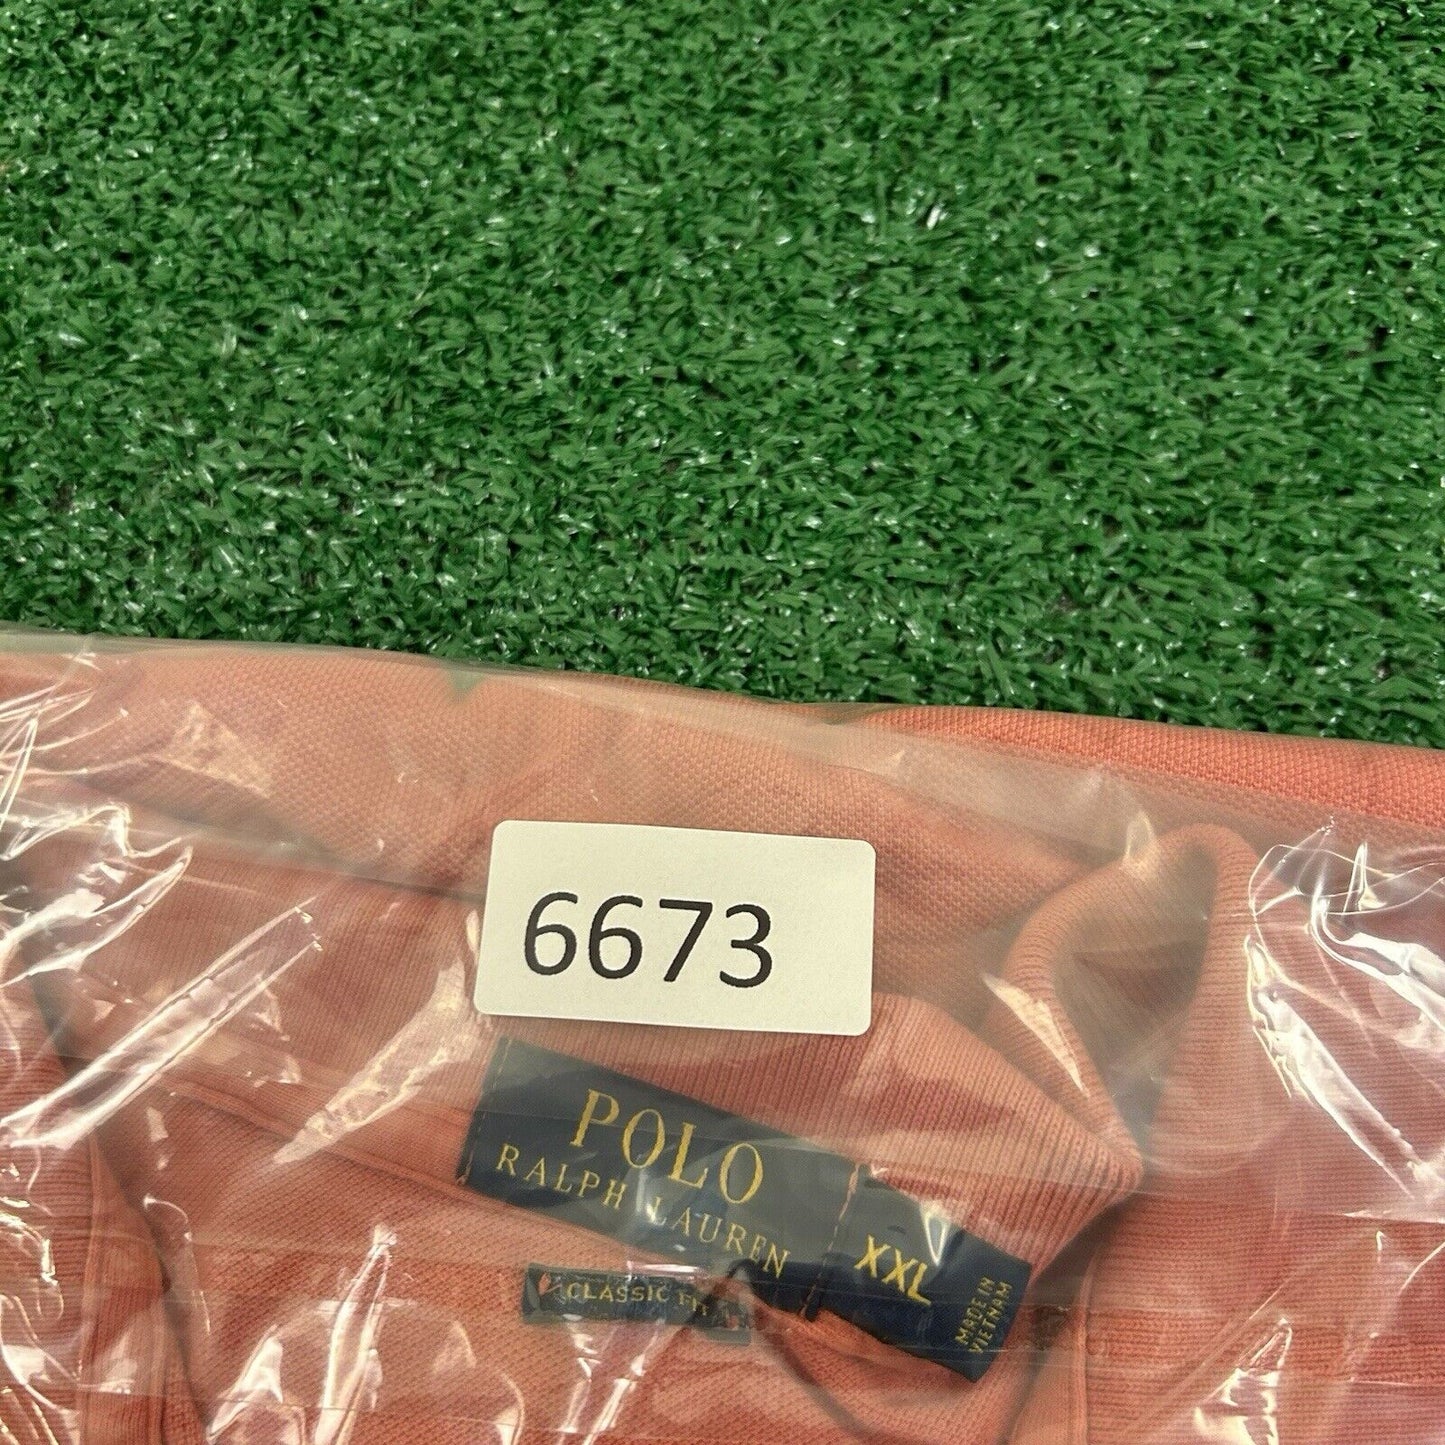 6673
POLO
RALPH LAUREN
XXL
MADE IN
VIETNAM
CLASSIC FIT